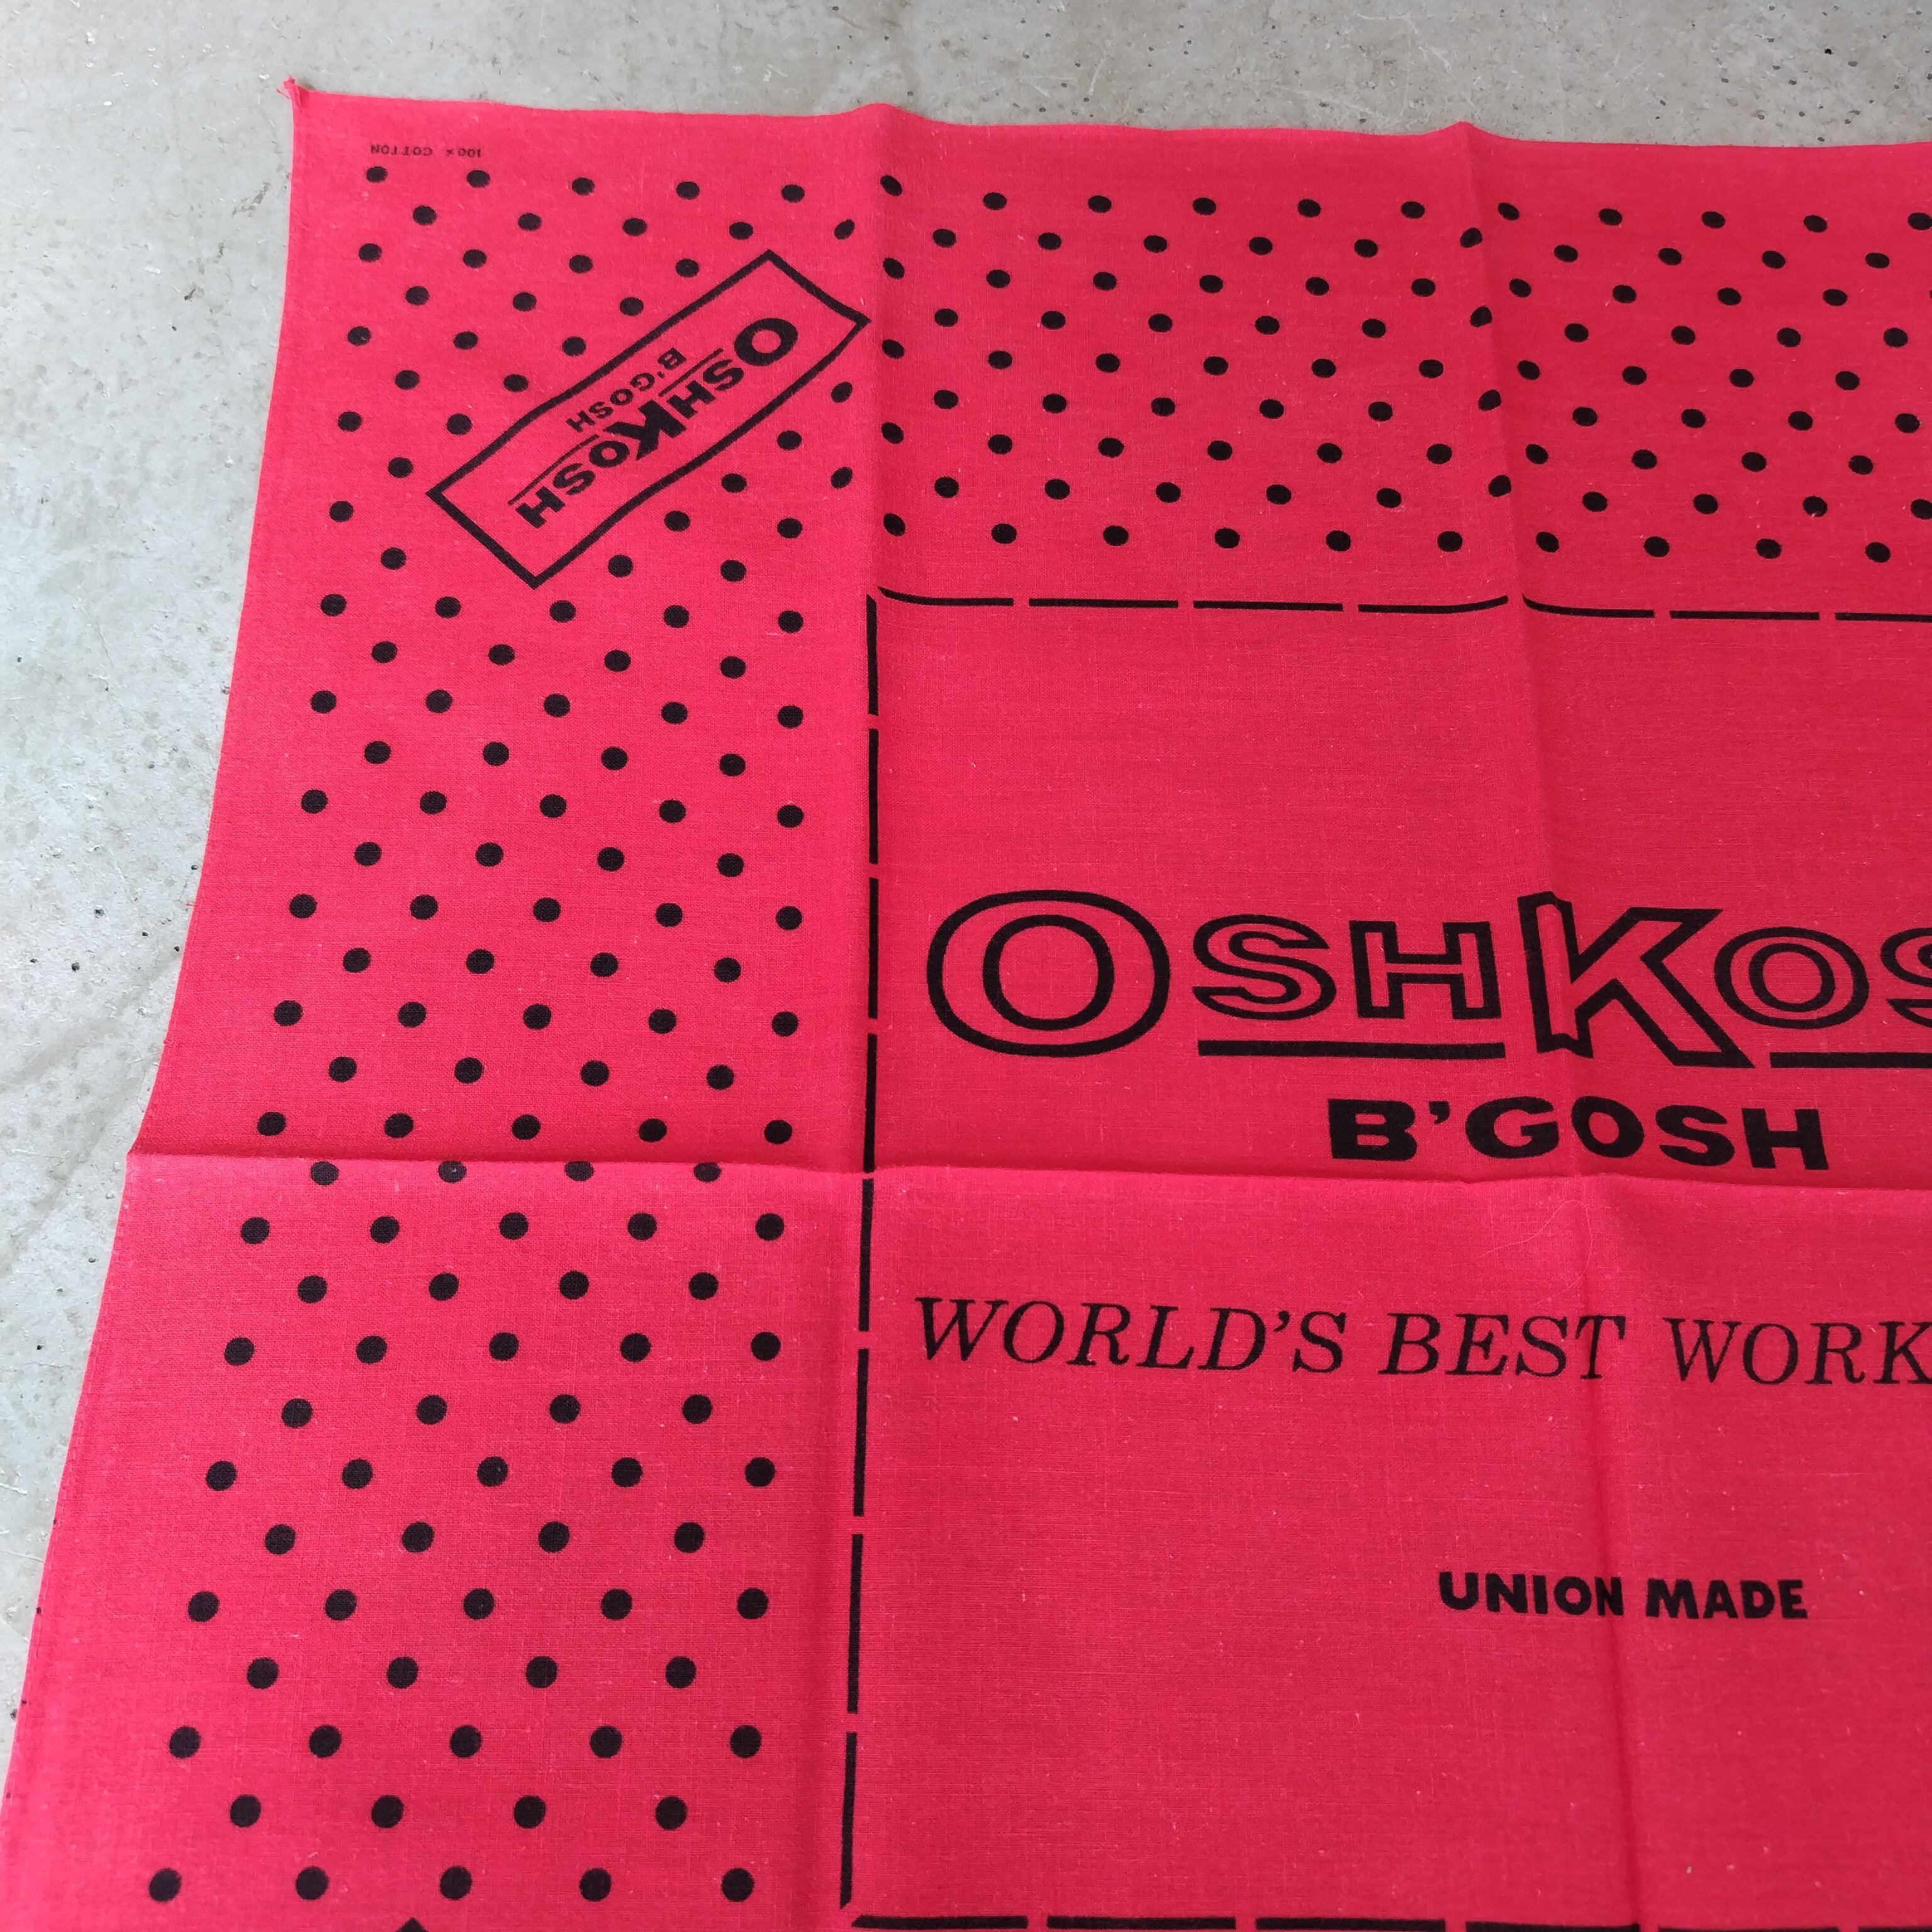 100% COTTON
OSHKOSH
B'GOSH
OSHKOS
B'GOSH
WORLD'S BEST WORK
UNION MADE